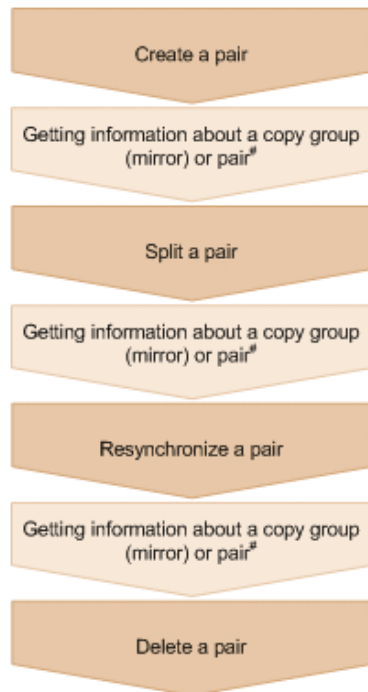 Create a pair
Getting information about a copy group
(mirror) or pair#
Split a pair
Getting information about a copy group
(mirror) or pair#
Resynchronize a pair
Getting information about a copy group
(mirror) or pair#
Delete a pair